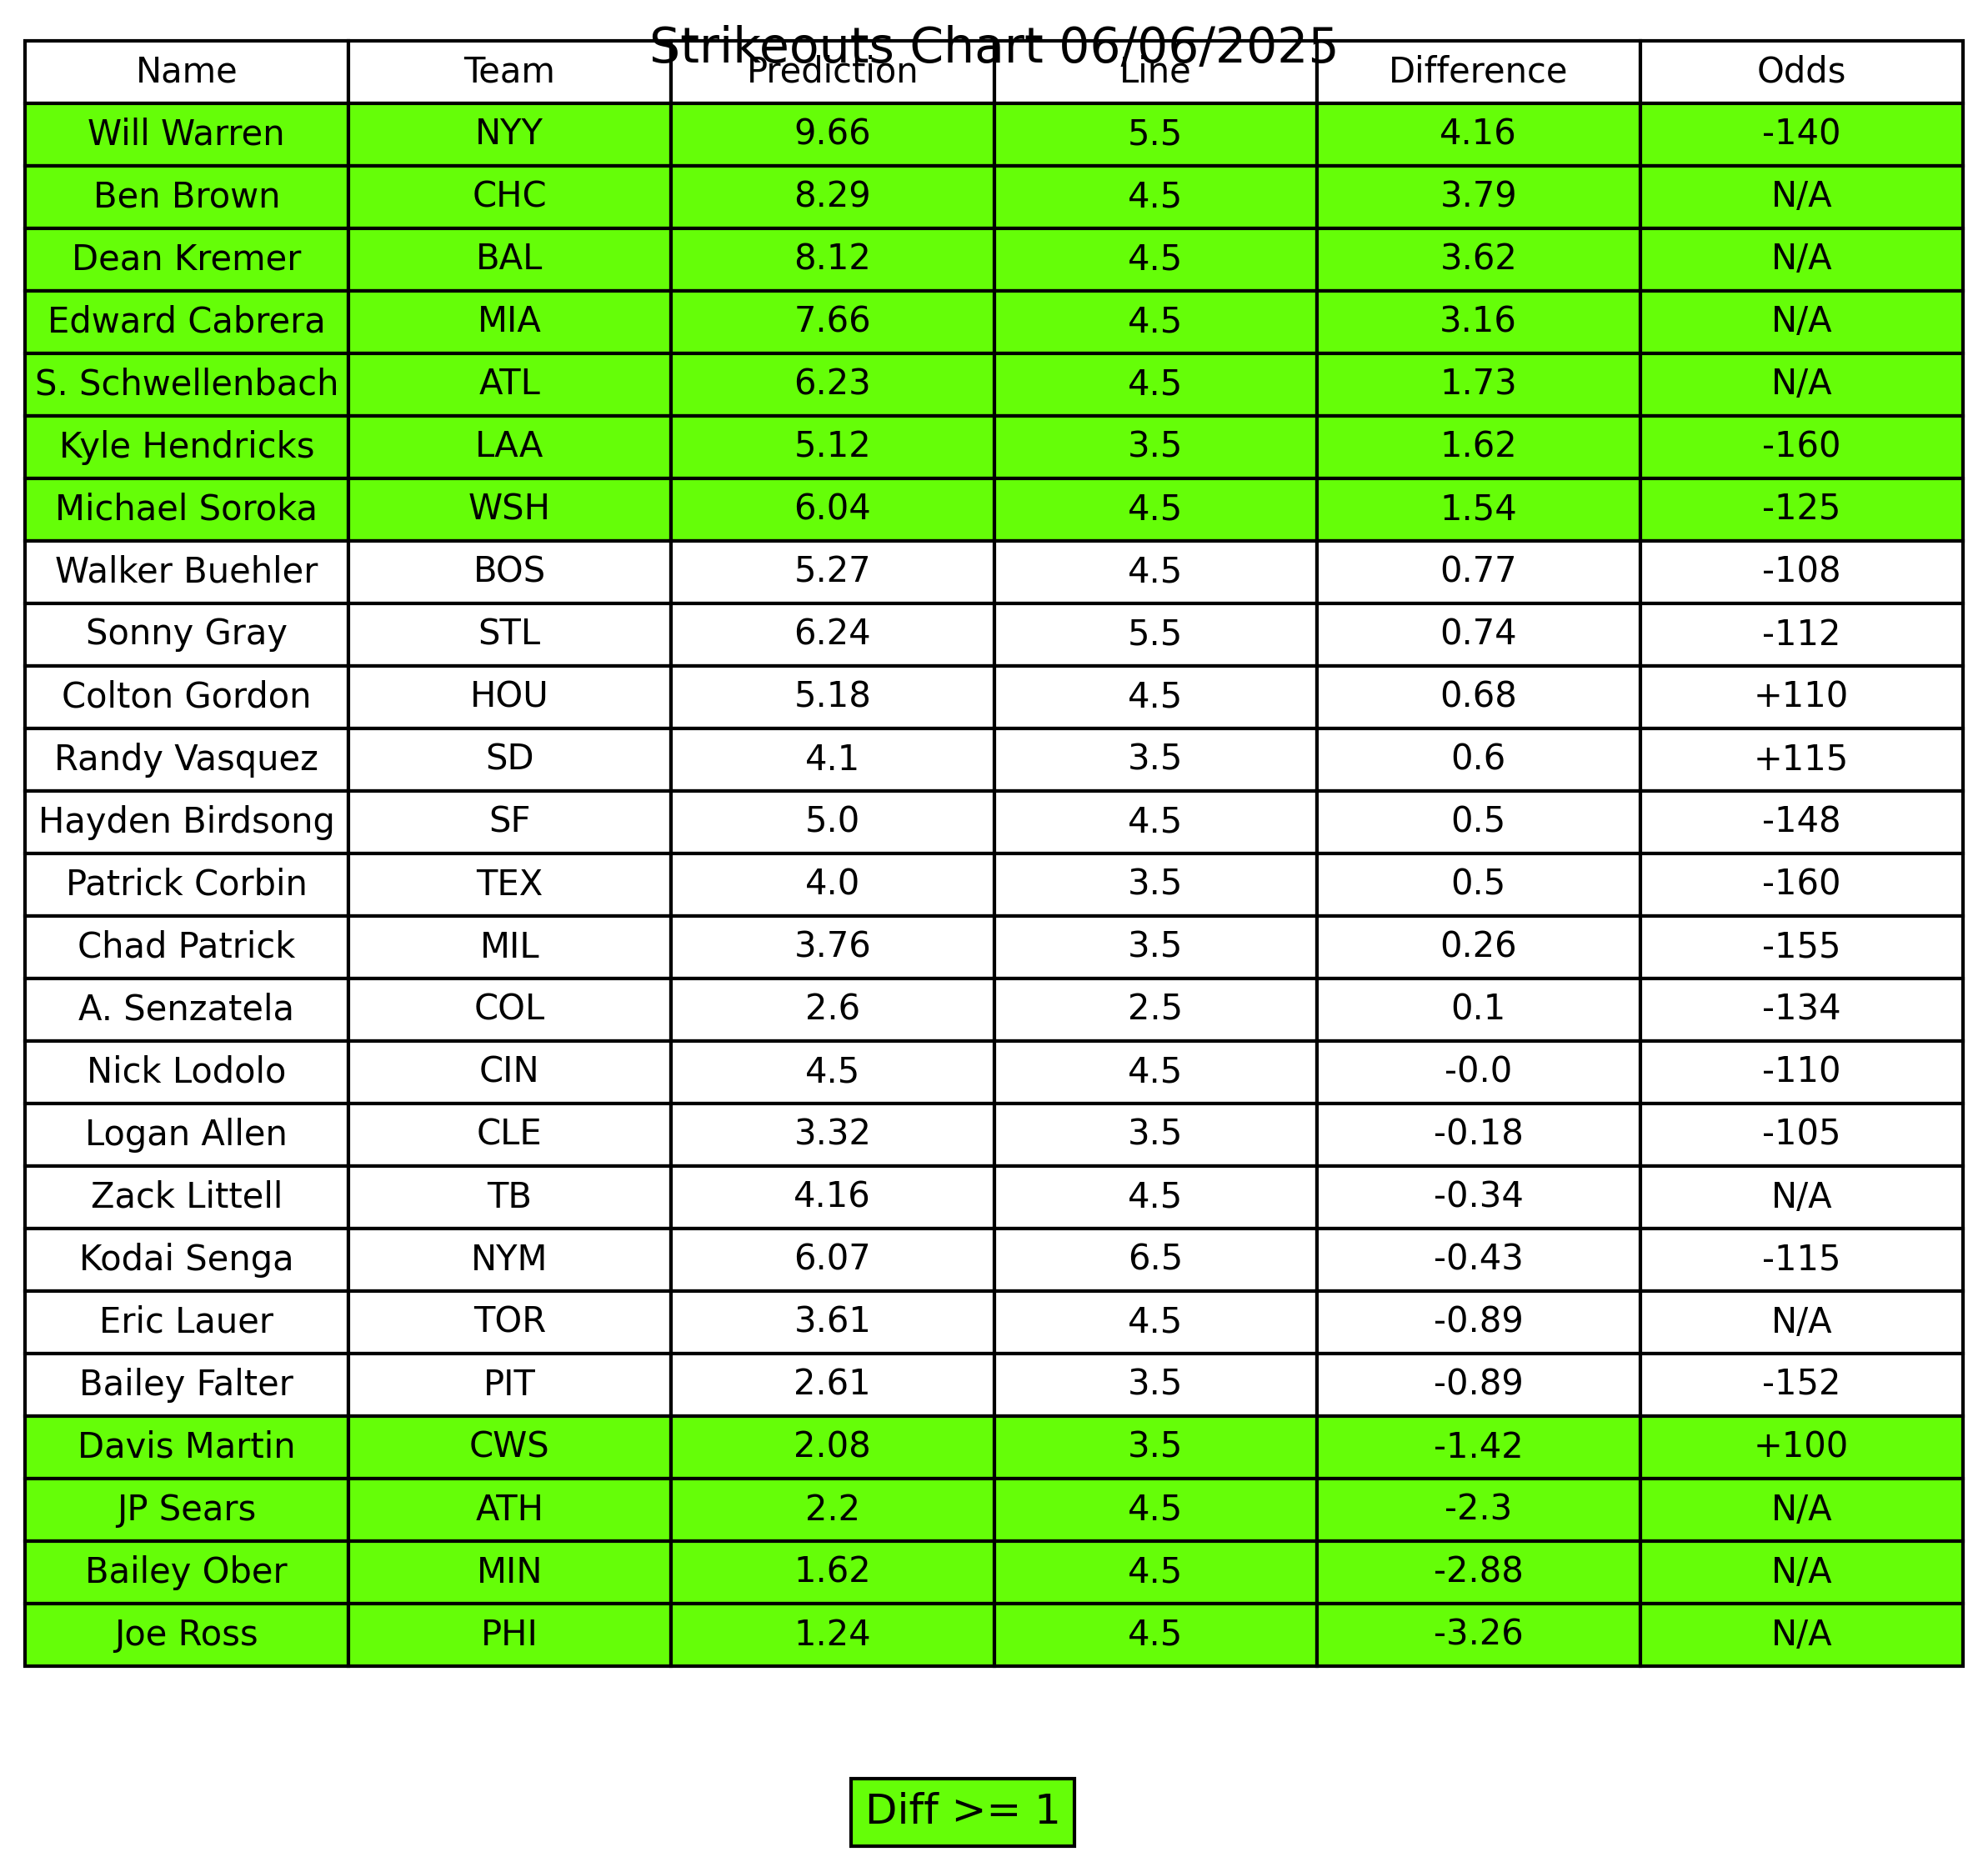 Strikeouts Chart 06/06/2025
Name Team Prediction Line Difference Odds
Will Warren NYY 9.66 5.5 4.16 -140
Ben Brown CHC 8.29 4.5 3.79 N/A
Dean Kremer BAL 8.12 4.5 3.62 N/A
Edward Cabrera MIA 7.66 4.5 3.16 N/A
S. Schwellenbach ATL 6.23 4.5 1.73 N/A
Kyle Hendricks LAA 5.12 3.5 1.62 -160
Michael Soroka WSH 6.04 4.5 1.54 -125
Walker Buehler BOS 5.27 4.5 0.77 -108
Sonny Gray STL 6.24 5.5 0.74 -112
Colton Gordon HOU 5.18 4.5 0.68 +110
Randy Vasquez SD 4.1 3.5 0.6 +115
Hayden Birdsong SF 5.0 4.5 0.5 -148
Patrick Corbin TEX 4.0 3.5 0.5 -160
Chad Patrick MIL 3.76 3.5 0.26 -155
A. Senzatela COL 2.6 2.5 0.1 -134
Nick Lodolo CIN 4.5 4.5 -0.0 -110
Logan Allen CLE 3.32 3.5 -0.18 -105
Zack Littell TB 4.16 4.5 -0.34 N/A
Kodai Senga NYM 6.07 6.5 -0.43 -115
Eric Lauer TOR 3.61 4.5 -0.89 N/A
Bailey Falter PIT 2.61 3.5 -0.89 -152
Davis Martin CWS 2.08 3.5 -1.42 +100
JP Sears ATH 2.2 4.5 -2.3 N/A
Bailey Ober MIN 1.62 4.5 -2.88 N/A
Joe Ross PHI 1.24 4.5 -3.26 N/A
Diff >= 1